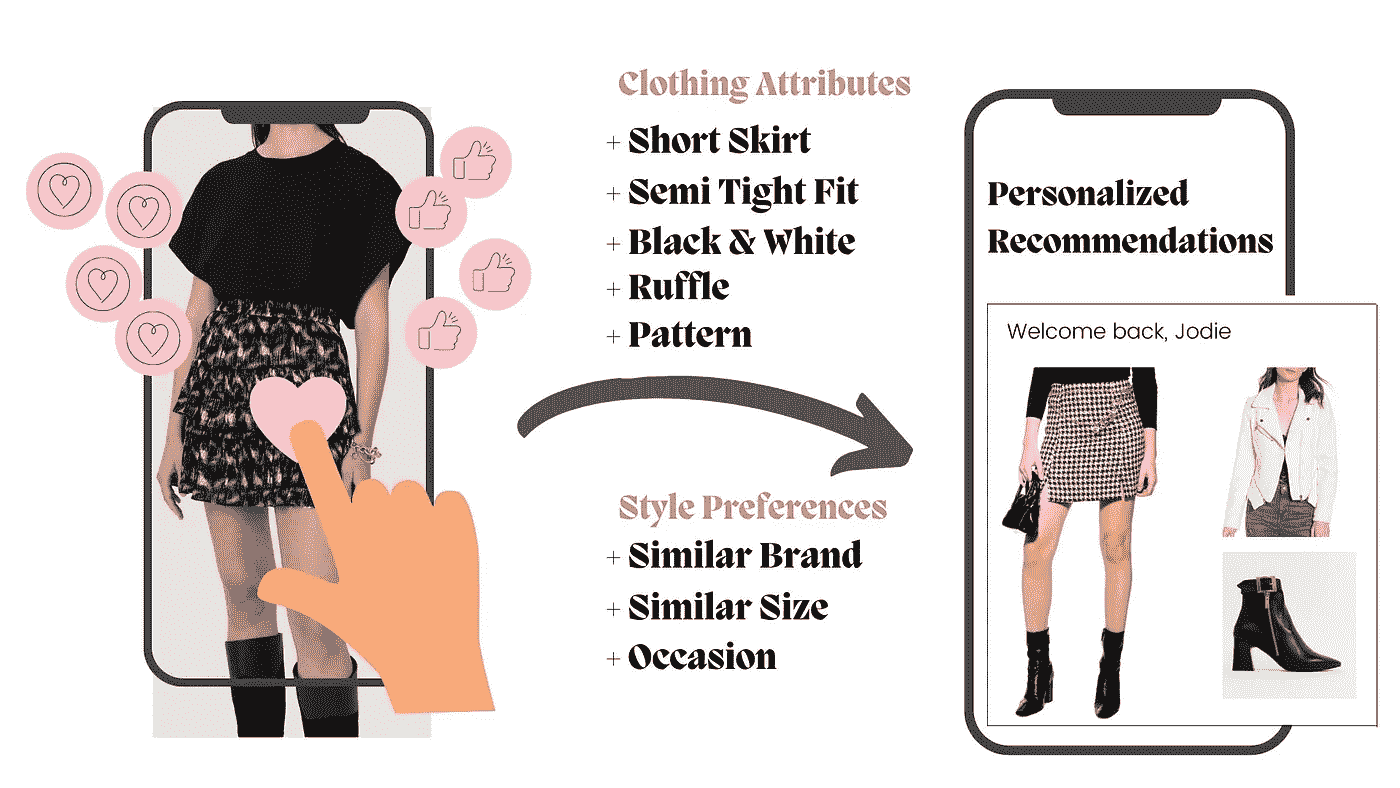 Clothing Attributes
+ Short Skirt
+ Semi Tight Fit
+ Black & White
+ Ruffle
+ Pattern
Style Preferences
+ Similar Brand
+ Similar Size
+ Occasion
Personalized
Recommendations
Welcome back, Jodie